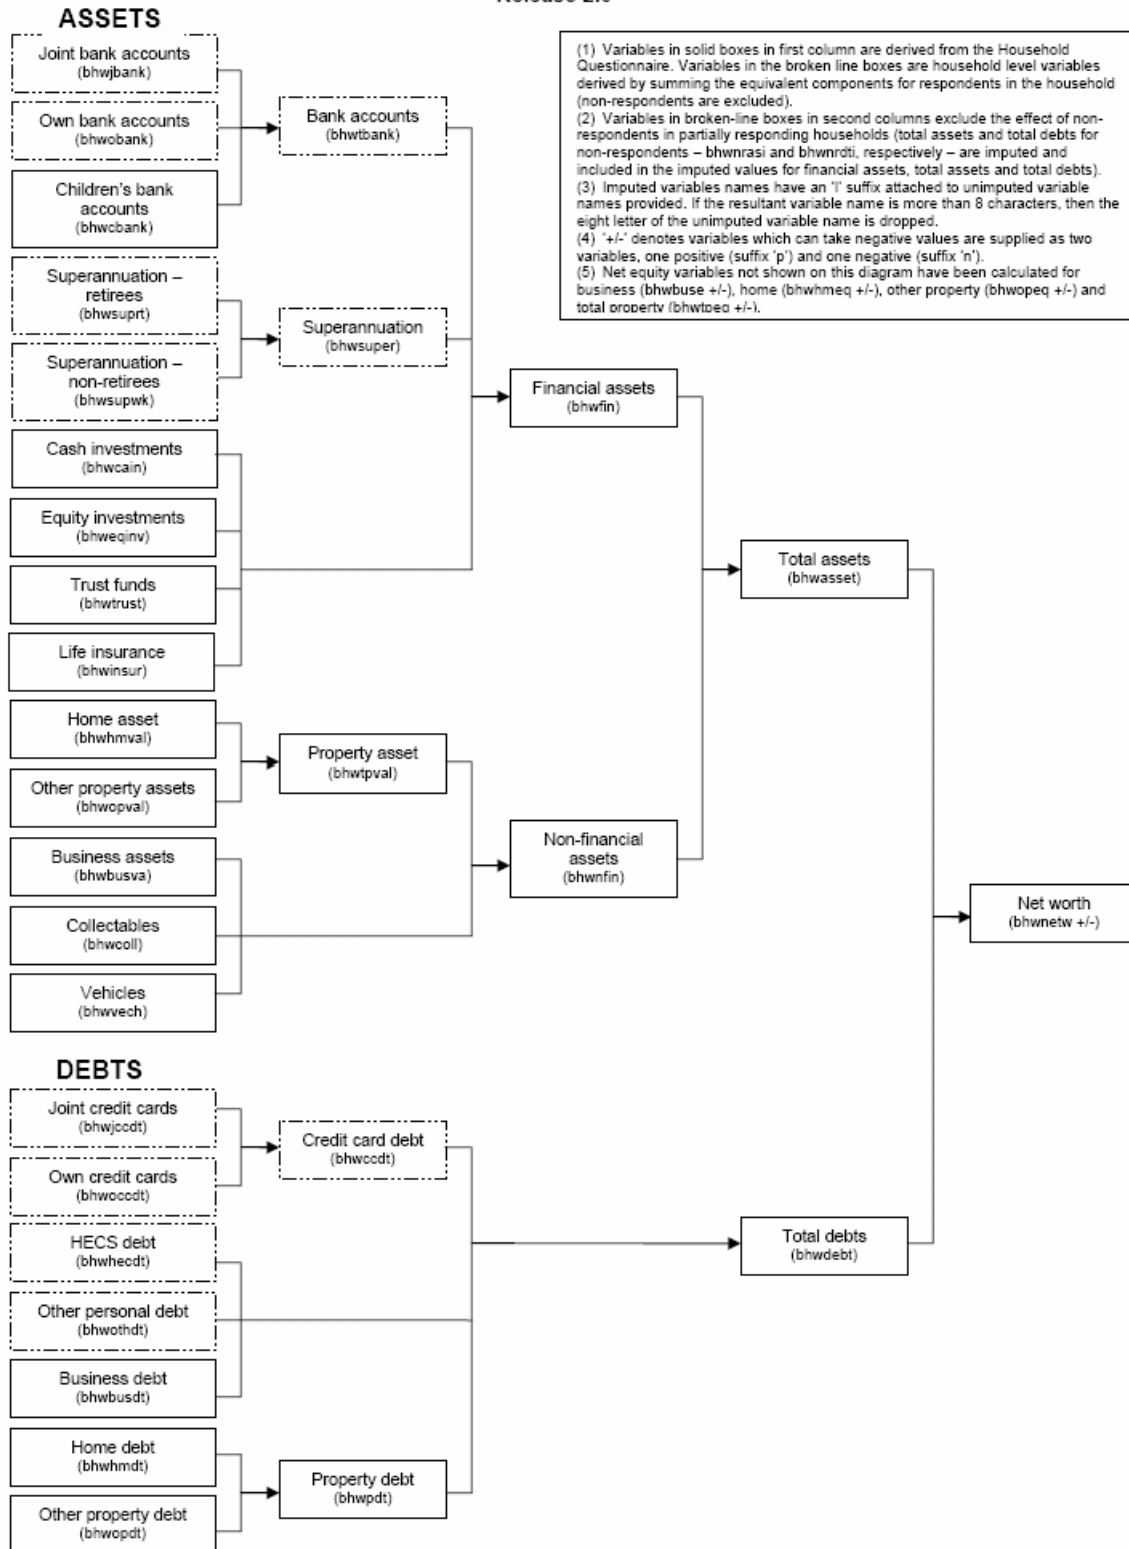 ASSETS
Joint bank accounts
(bhwjbank)
Own bank accounts
(bhwobank)
Children's bank
accounts
(bhwcbank)
Superannuation –
retirees
(bhwsuprt)
Superannuation –
non-retirees
(bhwsupwk)
Cash investments
(bhwcain)
Equity investments
(bhweqinv)
Trust funds
(bhwtrust)
Life insurance
(bhwinsur)
Home asset
(bhwhmval)
Other property assets
(bhwopval)
Business assets
(bhwbusva)
Collectables
(bhwcoll)
Vehicles
(bhwvech)
Bank accounts
(bhwtbank)
Superannuation
(bhwsuper)
Property asset
(bhwtpval)
Financial assets
(bhwfin)
Non-financial
assets
(bhwnfin)
Total assets
(bhwasset)
Net worth
(bhwnetw +/-)
(1) Variables in solid boxes in first column are derived from the Household
Questionnaire. Variables in the broken line boxes are household level variables
derived by summing the equivalent components for respondents in the household
(non-respondents are excluded).
(2) Variables in broken-line boxes in second columns exclude the effect of non-
respondents in partially responding households (total assets and total debts for
non-respondents – bhwnrasi and bhwnrdti, respectively – are imputed and
included in the imputed values for financial assets, total assets and total debts).
(3) Imputed variables names have an 'I' suffix attached to unimputed variable
names provided. If the resultant variable name is more than 8 characters, then the
eight letter of the unimputed variable name is dropped.
(4) '+/-' denotes variables which can take negative values are supplied as two
variables, one positive (suffix 'p') and one negative (suffix 'n').
(5) Net equity variables not shown on this diagram have been calculated for
business (bhwbuse +/-), home (bhwhmeq +/-), other property (bhwopeq +/-) and
total property (bhwtpeq +/-).
DEBTS
Joint credit cards
(bhwjccdt)
Own credit cards
(bhwoccdt)
HECS debt
(bhwhecdt)
Other personal debt
(bhwothdt)
Business debt
(bhwbusdt)
Home debt
(bhwhmdt)
Other property debt
(bhwopdt)
Credit card debt
(bhwccdt)
Property debt
(bhwpdt)
Total debts
(bhwdebt)